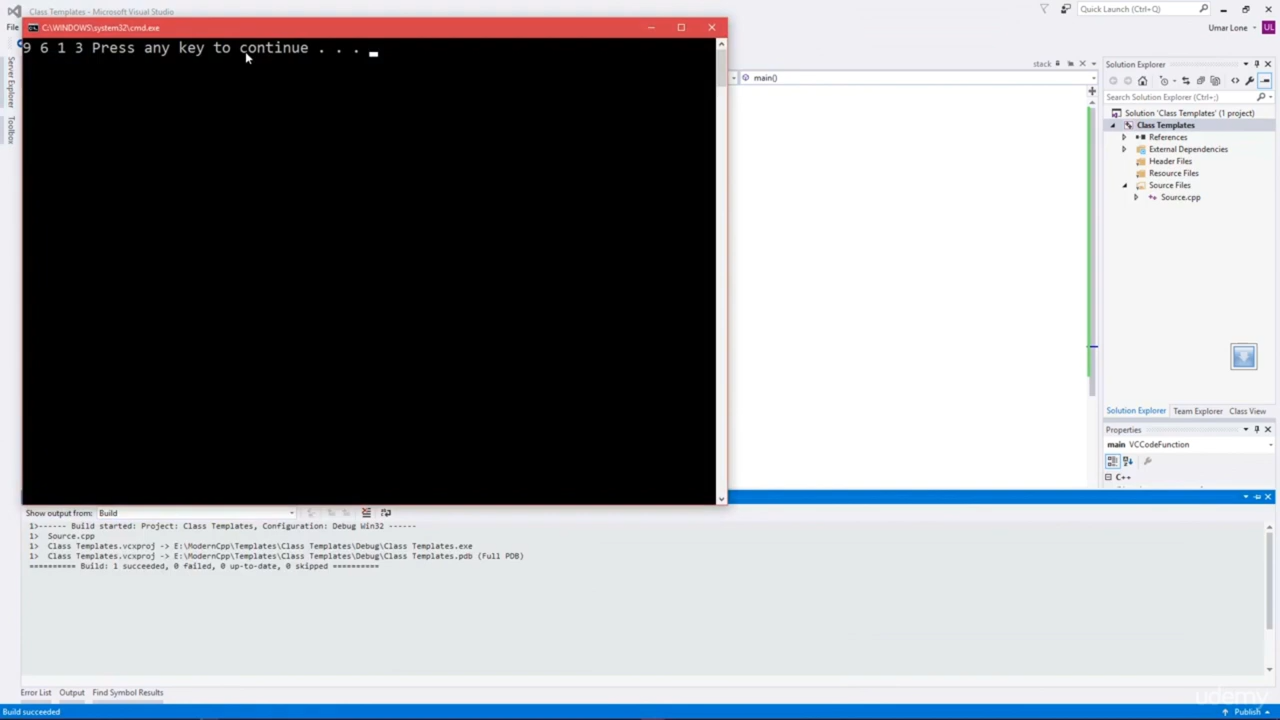 Class Templates - Microsoft Visual Studio
Quick Launch (Ctrl+Q)
File
Umar Lone
UL
C:\WINDOWS\system32\cmd.exe
9 6 1 3 Press any key to continue . . .
Server Explorer
Toolbox
stack
main()
Solution Explorer
Search Solution Explorer (Ctrl+;)
Solution 'Class Templates' (1 project)
Class Templates
References
External Dependencies
Header Files
Resource Files
Source Files
Source.cpp
Solution Explorer Team Explorer Class View
Properties
main VCCodeFunction
C++
Show output from: Build
1>------ Build started: Project: Class Templates, Configuration: Debug Win32 ------
1> Source.cpp
1> Class Templates.vcxproj -> E:\ModernCpp\Templates\Class Templates\Debug\Class Templates.exe
1> Class Templates.vcxproj -> E:\ModernCpp\Templates\Class Templates\Debug\Class Templates.pdb (Full PDB)
========== Build: 1 succeeded, 0 failed, 0 up-to-date, 0 skipped ==========
Error List Output Find Symbol Results
Build succeeded
Publish
udemy